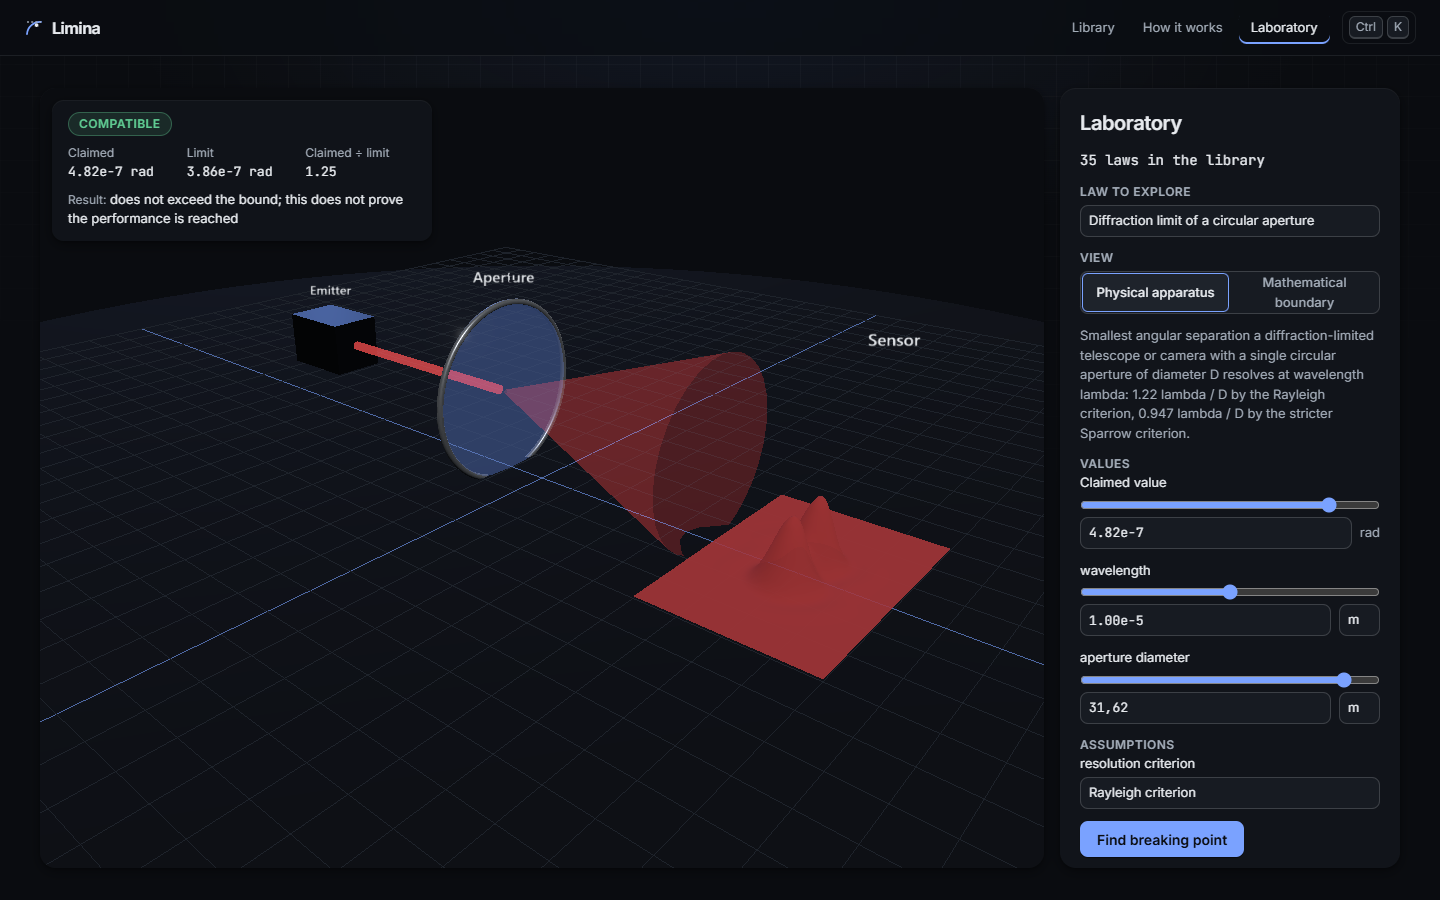 Limina
Library
How it works
Laboratory
Ctrl
K
COMPATIBLE
Claimed
Limit
Claimed ÷ limit
4.82e-7 rad
3.86e-7 rad
1.25
Result: does not exceed the bound; this does not prove
the performance is reached
Emitter
Aperture
Sensor
Laboratory
35 laws in the library
LAW TO EXPLORE
Diffraction limit of a circular aperture
VIEW
Physical apparatus
Mathematical
boundary
Smallest angular separation a diffraction-limited
telescope or camera with a single circular
aperture of diameter D resolves at wavelength
lambda: 1.22 lambda / D by the Rayleigh
criterion, 0.947 lambda / D by the stricter
Sparrow criterion.
VALUES
Claimed value
4.82e-7
rad
wavelength
1.00e-5
m
aperture diameter
31,62
m
ASSUMPTIONS
resolution criterion
Rayleigh criterion
Find breaking point